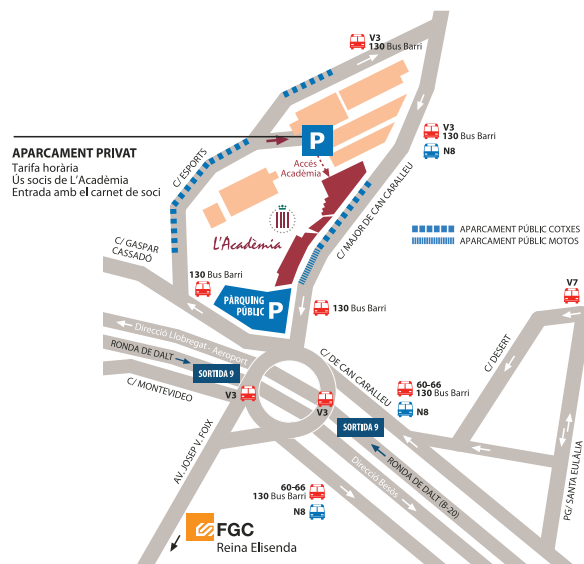 V3
130 Bus Barri
V3
130 Bus Barri
N8
P
APARCAMENT PRIVAT
Tarifa horària
Ús socis de L'Acadèmia
Entrada amb el carnet de soci
Accés
Acadèmia
C/ ESPORTS
C/ MAJOR DE CAN CARALLEU
L'Acadèmia
APARCAMENT PÚBLIC COTXES
APARCAMENT PÚBLIC MOTOS
C/ GASPAR
CASSADÓ
130 Bus Barri
V7
PÀRQUING
PÚBLIC
P
130 Bus Barri
Direcció Llobregat - Aeroport
RONDA DE DALT
SORTIDA 9
C/ MONTEVIDEO
V3
V3
C/ DE CAN CARALLEU
C/ DESERT
60-66
130 Bus Barri
N8
SORTIDA 9
AV. JOSEP V. FOIX
RONDA DE DALT (B-20)
Direcció Besòs
PG/ SANTA EULÀLIA
60-66
130 Bus Barri
N8
FGC
Reina Elisenda